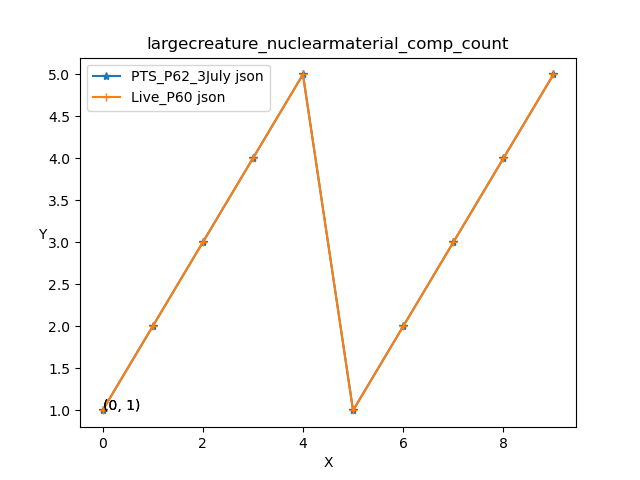 largecreature_nuclearmaterial_comp_count
PTS_P62_3July json
Live_P60 json
5.0
4.5
4.0
3.5
3.0
2.5
2.0
1.5
1.0
Y
(0, 1)
0 2 4 6 8
X